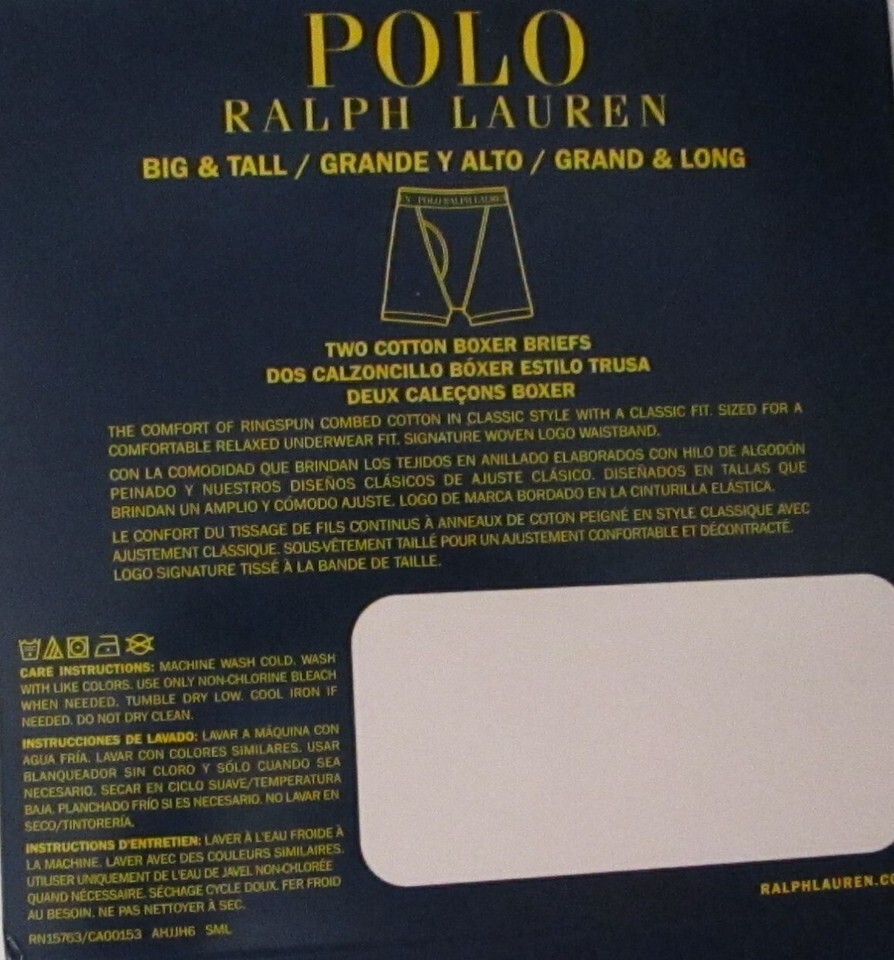 POLO
RALPH LAUREN
BIG & TALL / GRANDE Y ALTO / GRAND & LONG
POLO RALPH LAUREN
TWO COTTON BOXER BRIEFS
DOS CALZONCILLO BÓXER ESTILO TRUSA
DEUX CALEÇONS BOXER
THE COMFORT OF RINGSPUN COMBED COTTON IN CLASSIC STYLE WITH A CLASSIC FIT. SIZED FOR A
COMFORTABLE RELAXED UNDERWEAR FIT. SIGNATURE WOVEN LOGO WAISTBAND.
CON LA COMODIDAD QUE BRINDAN LOS TEJIDOS EN ANILLADO ELABORADOS CON HILO DE ALGODÓN
PEINADO Y NUESTROS DISEÑOS CLÁSICOS DE AJUSTE CLÁSICO. DISEÑADOS EN TALLAS QUE
BRINDAN UN AMPLIO Y CÓMODO AJUSTE. LOGO DE MARCA BORDADO EN LA CINTURILLA ELÁSTICA.
LE CONFORT DU TISSAGE DE FILS CONTINUS À ANNEAUX DE COTON PEIGNÉ EN STYLE CLASSIQUE AVEC
AJUSTEMENT CLASSIQUE. SOUS-VÊTEMENT TAILLÉ POUR UN AJUSTEMENT CONFORTABLE ET DÉCONTRACTÉ.
LOGO SIGNATURE TISSÉ À LA BANDE DE TAILLE.
CARE INSTRUCTIONS: MACHINE WASH COLD. WASH
WITH LIKE COLORS. USE ONLY NON-CHLORINE BLEACH
WHEN NEEDED. TUMBLE DRY LOW. COOL IRON IF
NEEDED. DO NOT DRY CLEAN.
INSTRUCCIONES DE LAVADO: LAVAR A MÁQUINA CON
AGUA FRÍA. LAVAR CON COLORES SIMILARES. USAR
BLANQUEADOR SIN CLORO Y SÓLO CUANDO SEA
NECESARIO. SECAR EN CICLO SUAVE/TEMPERATURA
BAJA. PLANCHADO FRÍO SI ES NECESARIO. NO LAVAR EN
SECO/TINTORERÍA.
INSTRUCTIONS D'ENTRETIEN: LAVER À L'EAU FROIDE À
LA MACHINE. LAVER AVEC DES COULEURS SIMILAIRES.
UTILISER UNIQUEMENT DE L'EAU DE JAVEL NON-CHLORÉE
QUAND NÉCESSAIRE. SÉCHAGE CYCLE DOUX. FER FROID
AU BESOIN. NE PAS NETTOYER À SEC.
RN15763/CA00153 AHJJH6 SML
RALPHLAUREN.CO